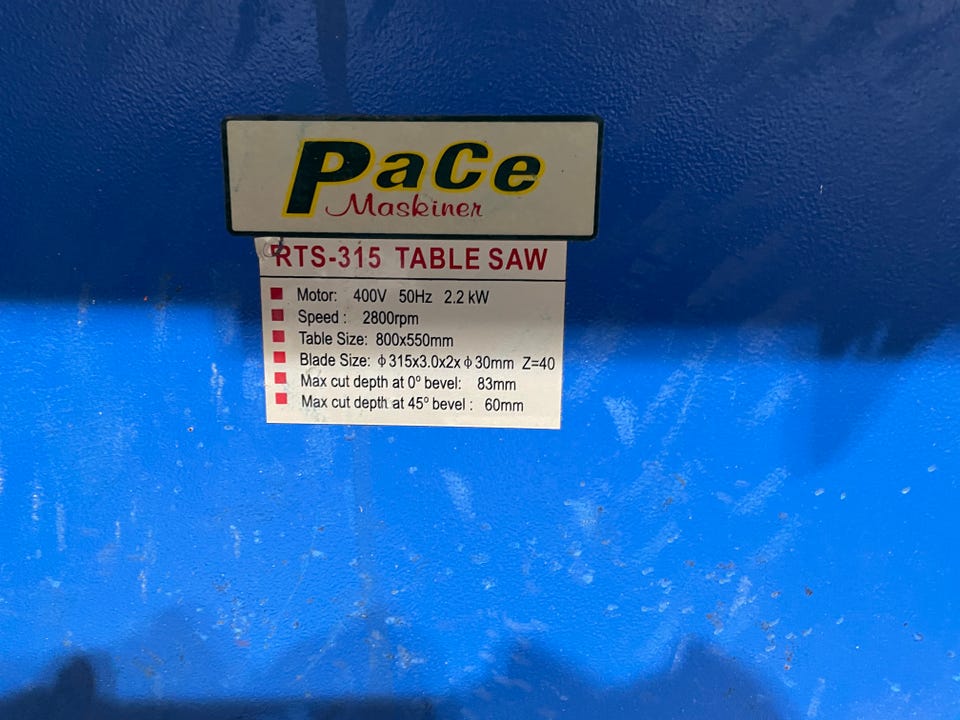 PaCe
Maskiner
RTS-315 TABLE SAW
Motor: 400V 50Hz 2.2 kW
Speed : 2800rpm
Table Size: 800x550mm
Blade Size: ϕ315x3.0x2xϕ30mm Z=40
Max cut depth at 0° bevel: 83mm
Max cut depth at 45° bevel : 60mm